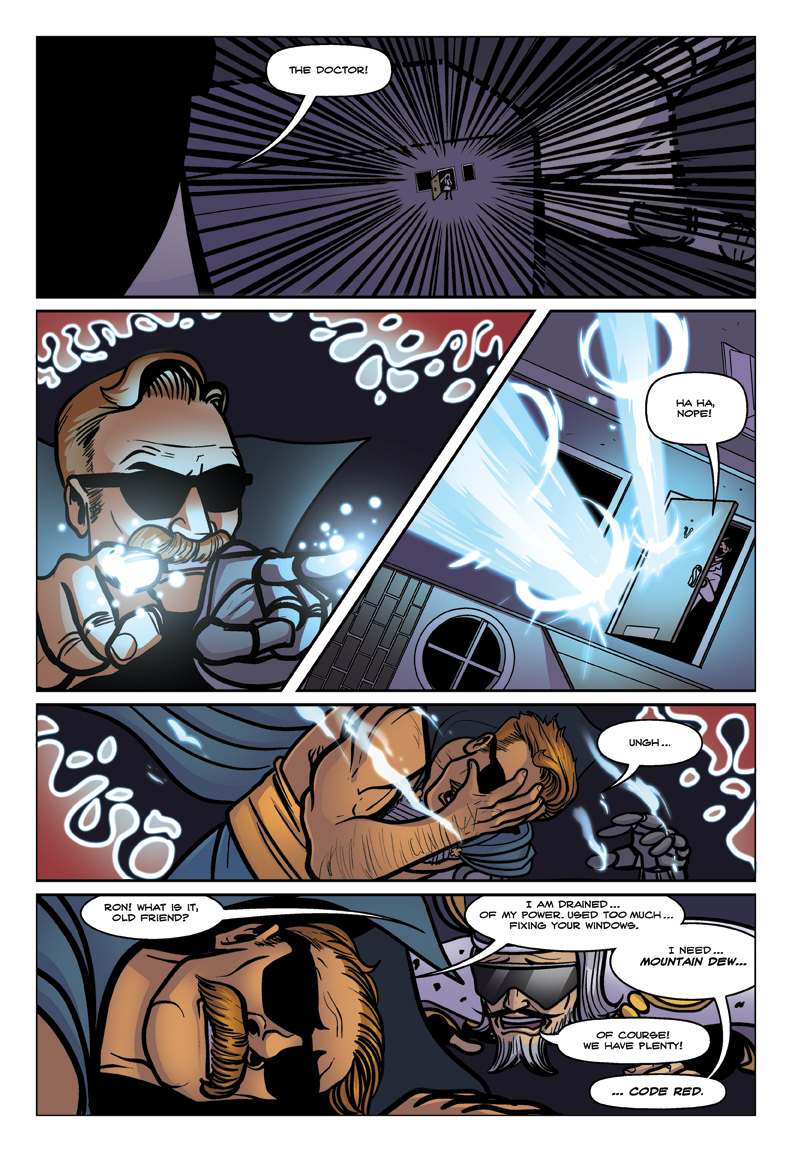 THE DOCTOR!
HA HA,
NOPE!
UNGH...
RON! WHAT IS IT,
OLD FRIEND?
I AM DRAINED...
OF MY POWER. USED TOO MUCH...
FIXING YOUR WINDOWS.
I NEED...
MOUNTAIN DEW...
OF COURSE!
WE HAVE PLENTY!
... CODE RED.